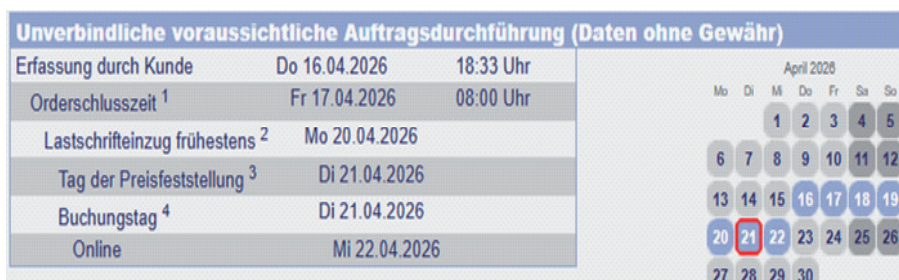 Unverbindliche voraussichtliche Auftragsdurchführung (Daten ohne Gewähr)
Erfassung durch Kunde Do 16.04.2026 18:33 Uhr
Orderschlusszeit 1 Fr 17.04.2026 08:00 Uhr
Lastschrifteinzug frühestens 2 Mo 20.04.2026
Tag der Preisfeststellung 3 Di 21.04.2026
Buchungstag 4 Di 21.04.2026
Online Mi 22.04.2026
April 2026
Mo Di Mi Do Fr Sa So
1 2 3 4 5
6 7 8 9 10 11 12
13 14 15 16 17 18 19
20 21 22 23 24 25 26
27 28 29 30